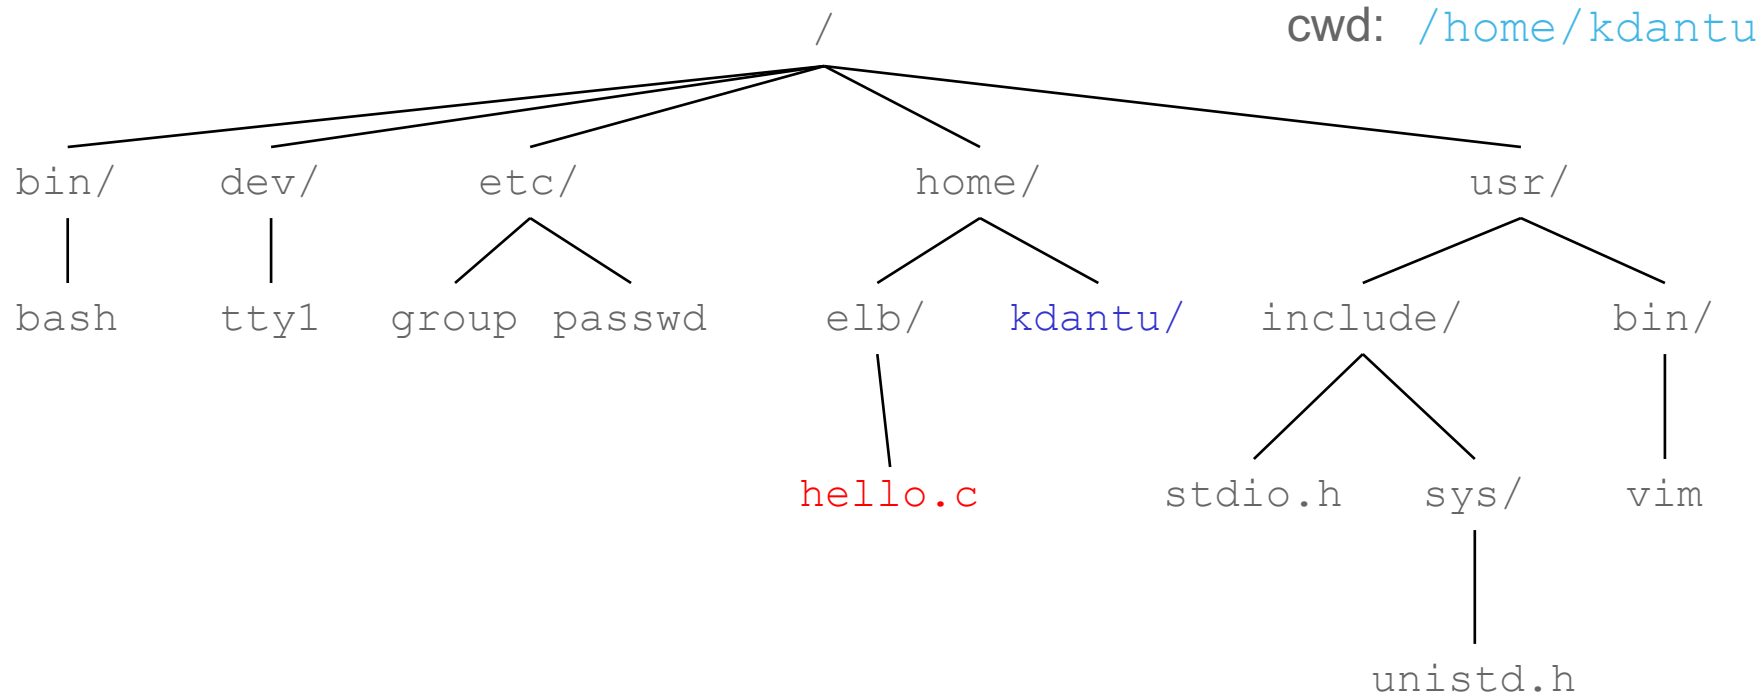 / cwd: /home/kdantu
bin/ dev/ etc/ home/ usr/
bash tty1 group passwd elb/ kdantu/ include/ bin/
hello.c stdio.h sys/ vim
unistd.h